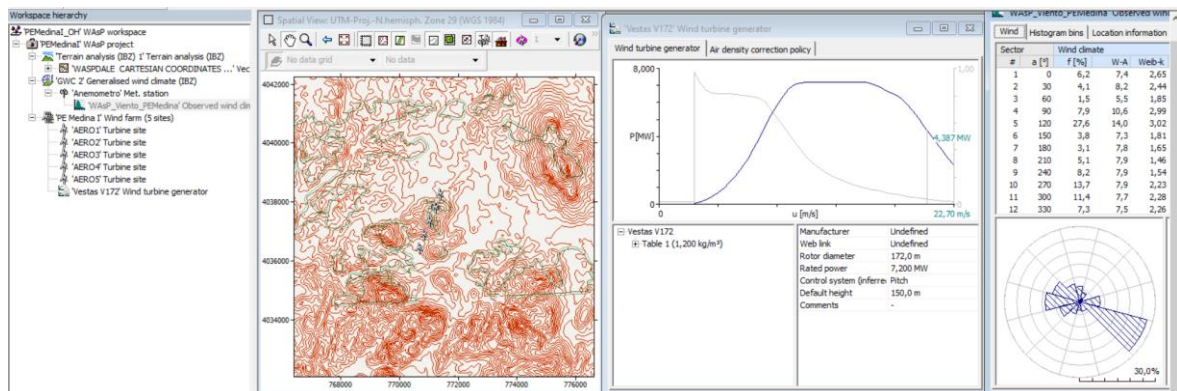 Workspace hierarchy
'PEMedinaI_OH' WAsP workspace
'PEMedinaI' WAsP project
'Terrain analysis (IBZ) 1' Terrain analysis (IBZ)
'WASPDALE CARTESIAN COORDINATES ...' Vec
'GWC 2' Generalised wind climate (IBZ)
'Anemometro' Met. station
'WAsP_Viento_PEMedina' Observed wind clim
'PE Medina I' Wind farm (5 sites)
'AERO1' Turbine site
'AERO2' Turbine site
'AERO3' Turbine site
'AERO4' Turbine site
'AERO5' Turbine site
'Vestas V172' Wind turbine generator
Spatial View: UTM-Proj.-N.hemisph. Zone 29 (WGS 1984)
1
No data grid
No data
4042000
4040000
4038000
4036000
4034000
768000 770000 772000 774000 776000
'Vestas V172' Wind turbine generator
Wind turbine generator Air density correction policy
8,000
1,00
P[MW]
4,387 MW
0
0
0 u [m/s] 22,70 m/s
Vestas V172
Table 1 (1,200 kg/m³)
Manufacturer Undefined
Web link Undefined
Rotor diameter 172,0 m
Rated power 7,200 MW
Control system (inferre Pitch
Default height 150,0 m
Comments -
'WAsP_Viento_PEMedina' Observed wind
Wind Histogram bins Location information
Sector Wind climate
# a [°] f [%] W-A Web-k
1 0 6,2 7,4 2,65
2 30 4,1 8,2 2,44
3 60 1,5 5,5 1,85
4 90 7,9 10,6 2,99
5 120 27,6 14,0 3,02
6 150 3,8 7,3 1,81
7 180 3,1 7,8 1,65
8 210 5,1 7,9 1,46
9 240 8,2 7,9 1,54
10 270 13,7 7,9 2,23
11 300 11,4 7,7 2,28
12 330 7,3 7,5 2,26
30,0%